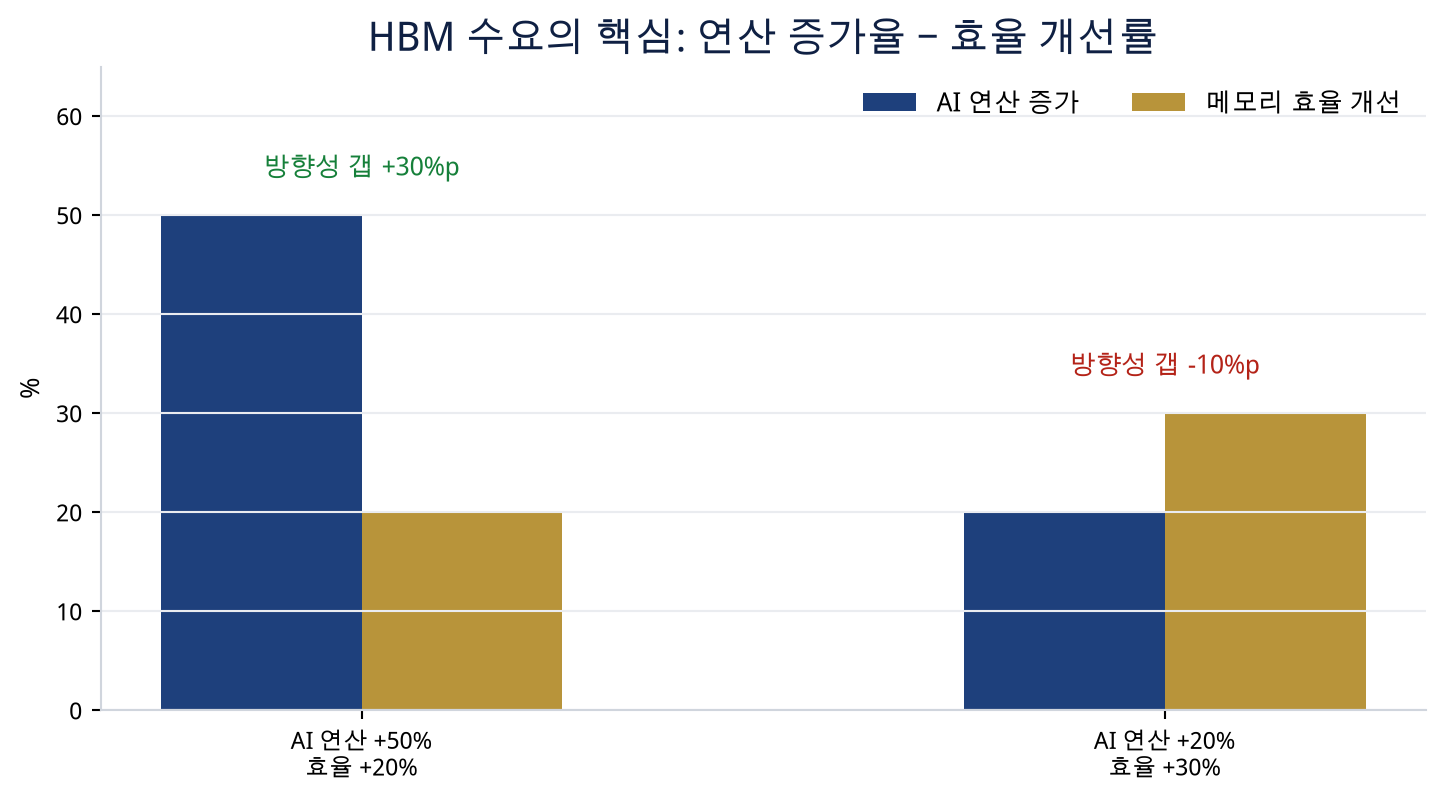 HBM 수요의 핵심: 연산 증가율 − 효율 개선률
AI 연산 증가
메모리 효율 개선
방향성 갭 +30%p
방향성 갭 -10%p
%
60
50
40
30
20
10
0
AI 연산 +50%
효율 +20%
AI 연산 +20%
효율 +30%